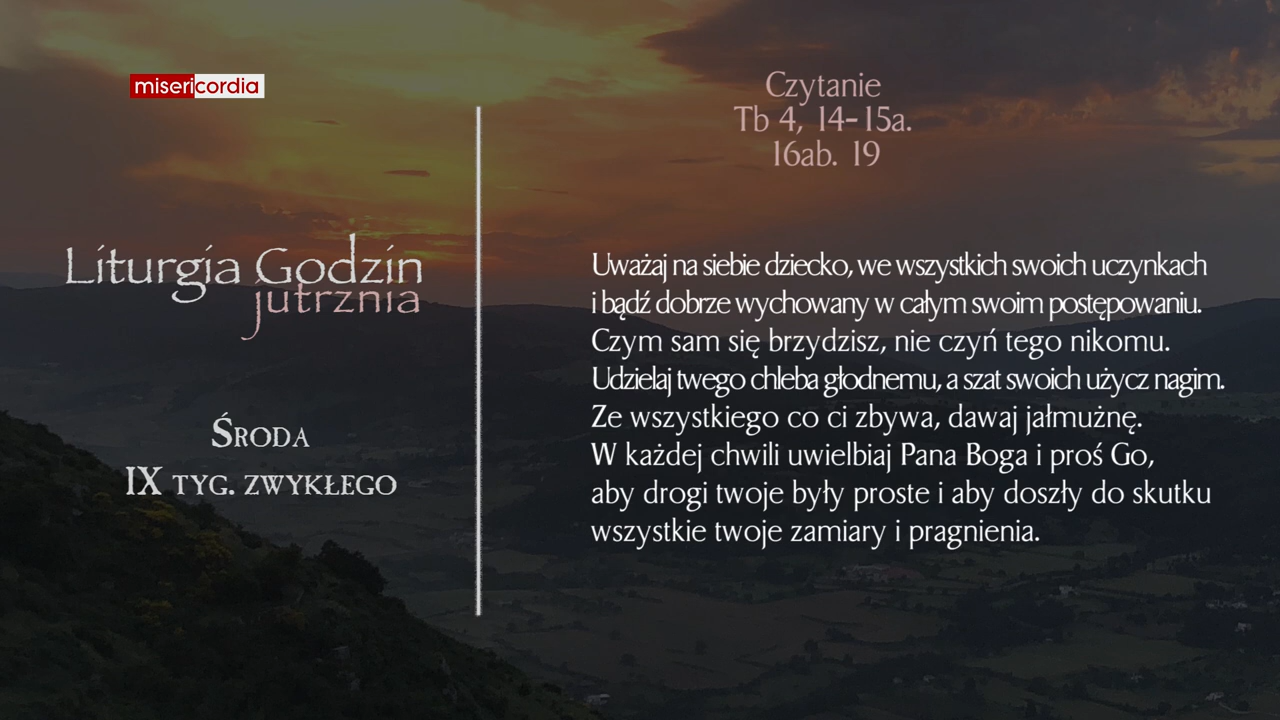 misericordia
Liturgia Godzin
jutrznia
Środa
IX tyg. zwykłego
Czytanie
Tb 4, 14-15a.
16ab. 19
Uważaj na siebie dziecko, we wszystkich swoich uczynkach
i bądź dobrze wychowany w całym swoim postępowaniu.
Czym sam się brzydzisz, nie czyń tego nikomu.
Udzielaj twego chleba głodnemu, a szat swoich użycz nagim.
Ze wszystkiego co ci zbywa, dawaj jałmużnę.
W każdej chwili uwielbiaj Pana Boga i proś Go,
aby drogi twoje były proste i aby doszły do skutku
wszystkie twoje zamiary i pragnienia.